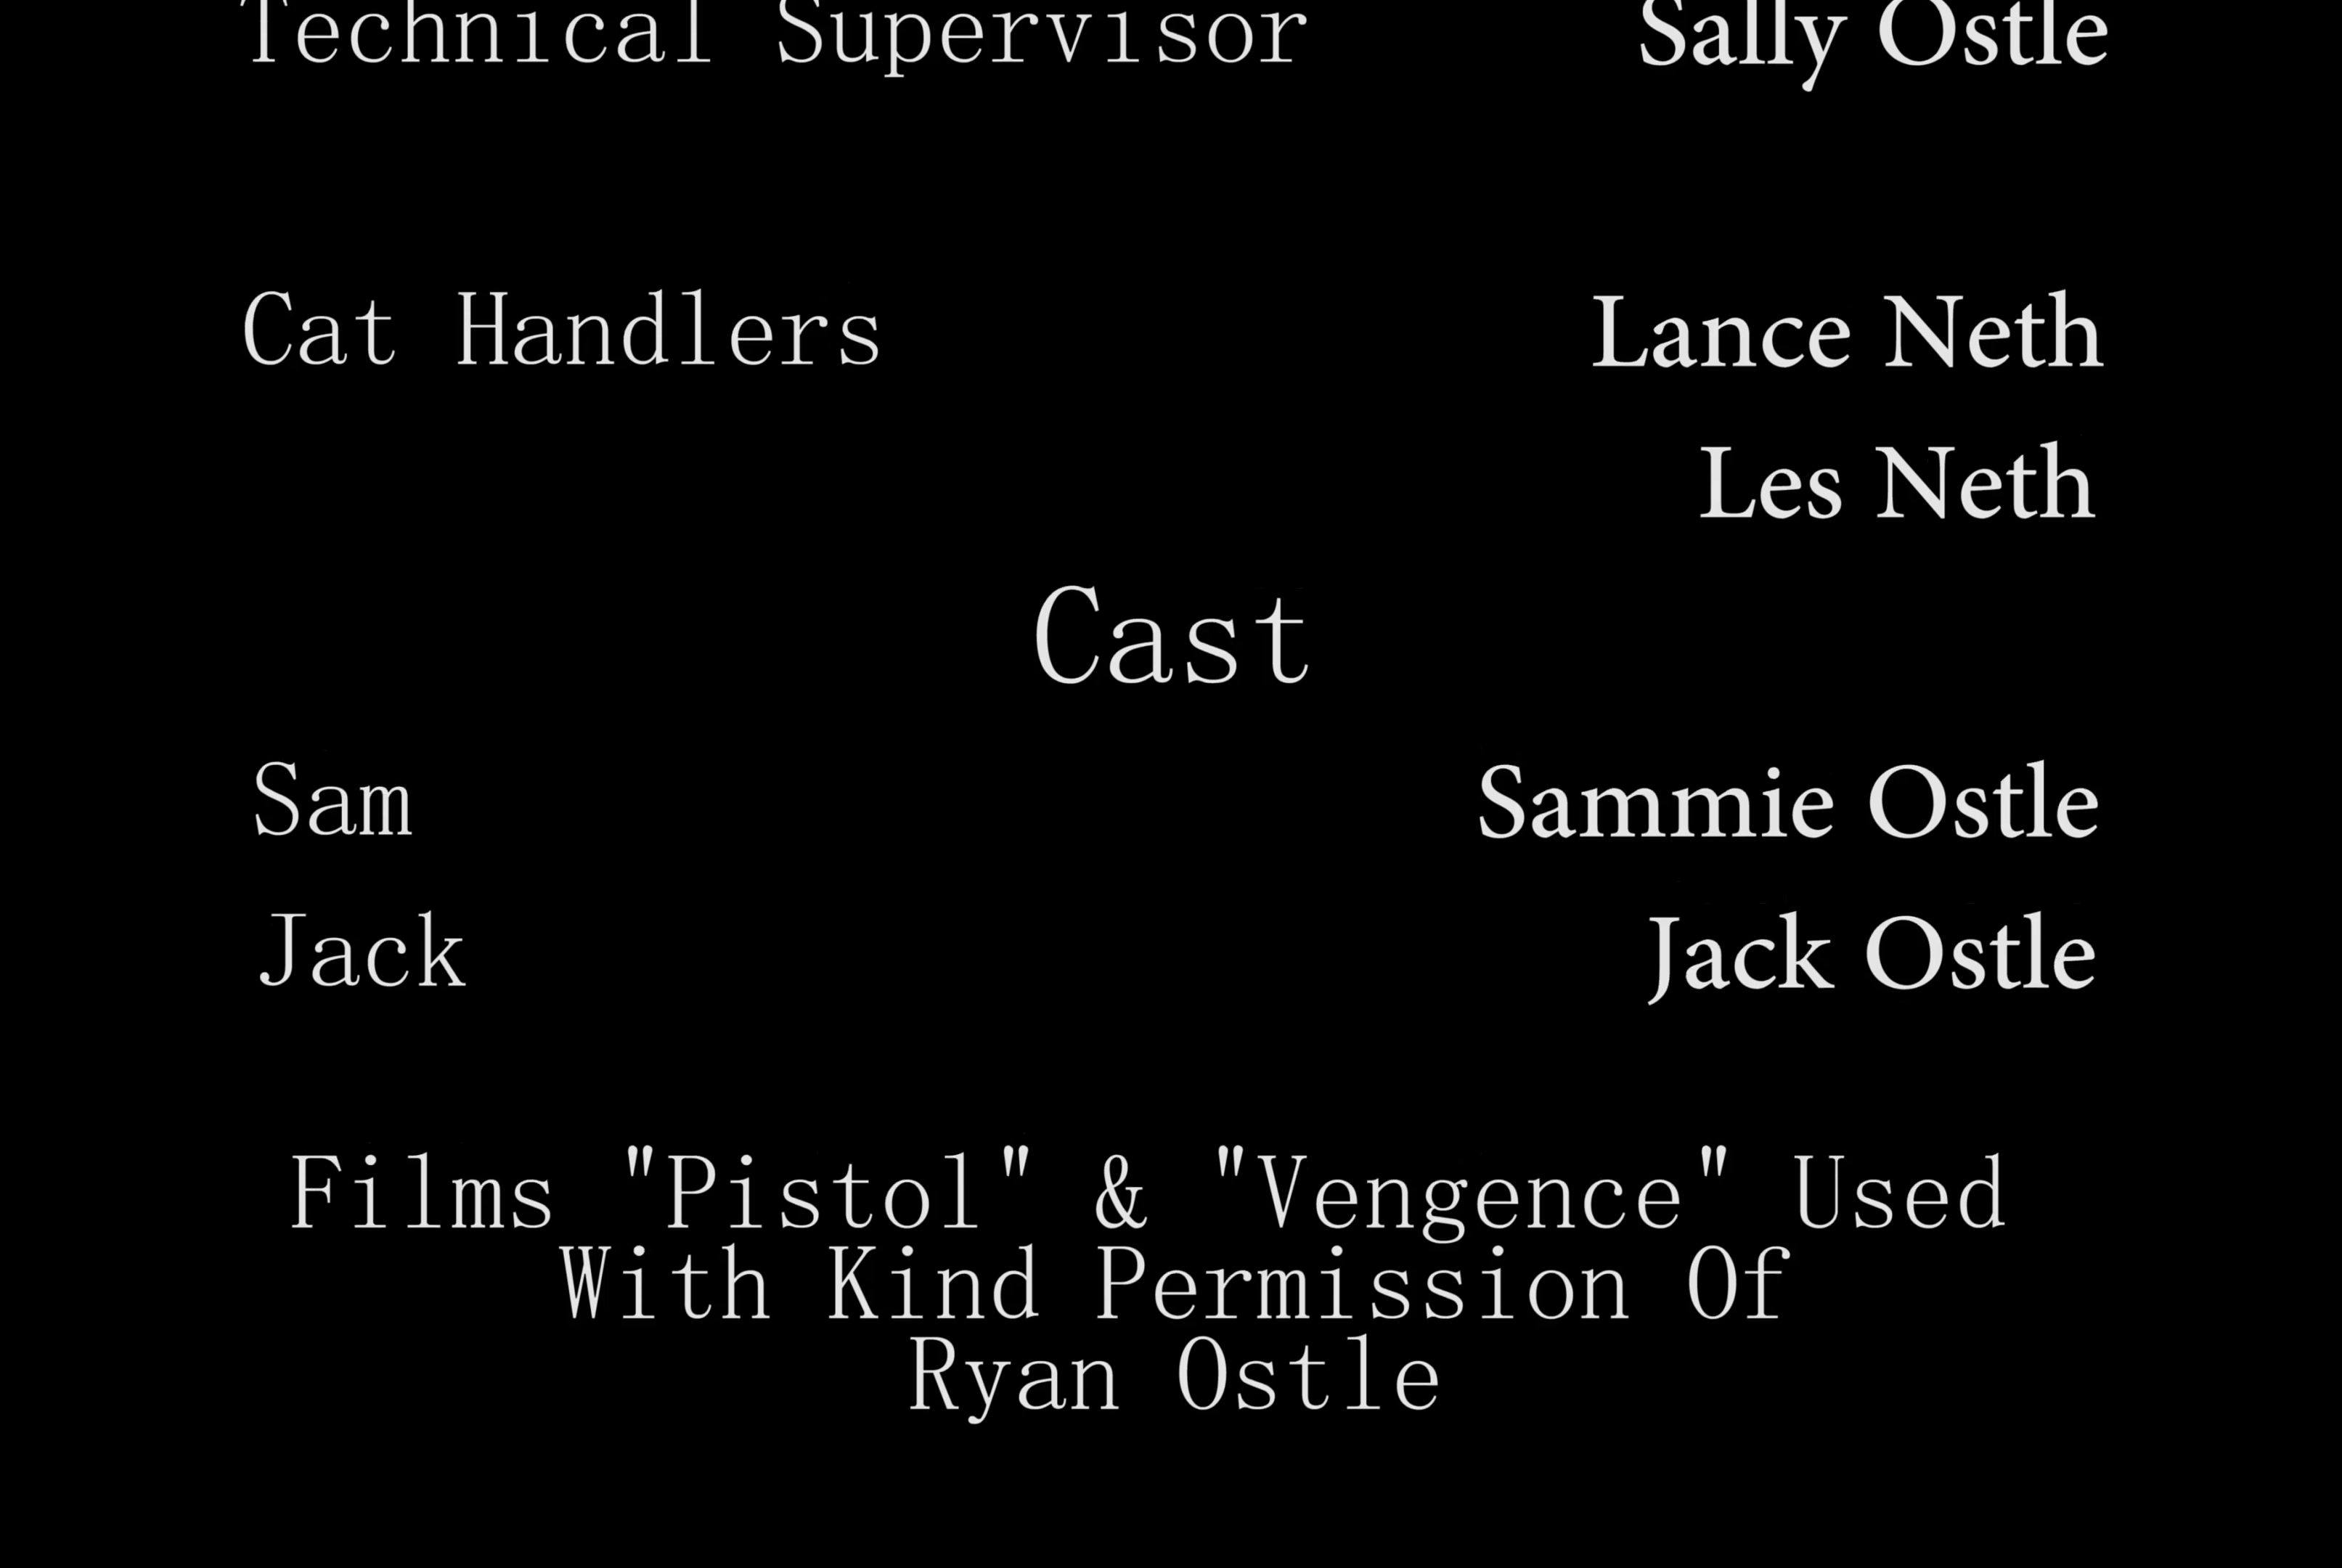 Technical Supervisor Sally Ostle
Cat Handlers Lance Neth
Les Neth
Cast
Sam Sammie Ostle
Jack Jack Ostle
Films "Pistol" & "Vengence" Used
With Kind Permission Of
Ryan Ostle